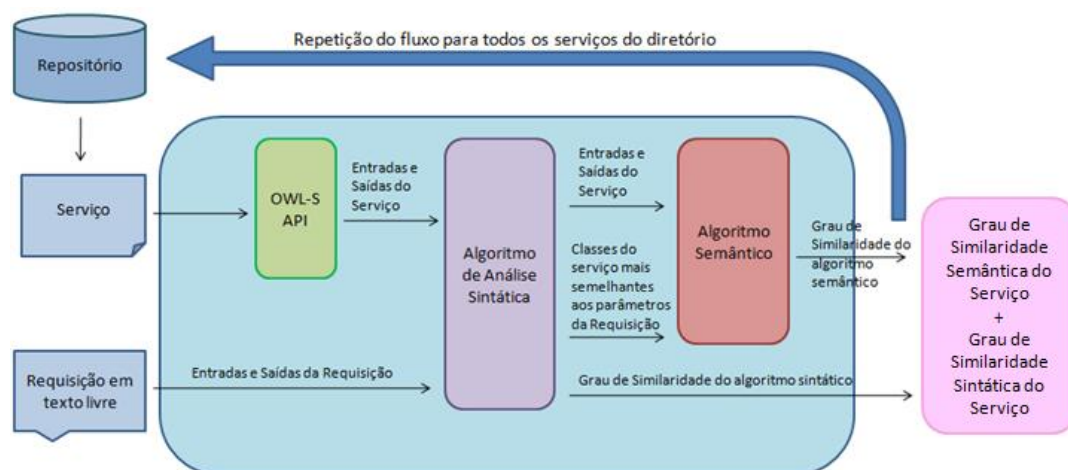 Repetição do fluxo para todos os serviços do diretório
Repositório
Serviço
OWL-S
API
Entradas e
Saídas do
Serviço
Algoritmo
de Análise
Sintática
Entradas e
Saídas do
Serviço
Classes do
serviço mais
semelhantes
aos parâmetros
da Requisição
Algoritmo
Semântico
Grau de
Similaridade do
algoritmo
semântico
Grau de
Similaridade
Semântica do
Serviço
+
Grau de
Similaridade
Sintática do
Serviço
Requisição em
texto livre
Entradas e Saídas da Requisição
Grau de Similaridade do algoritmo sintático